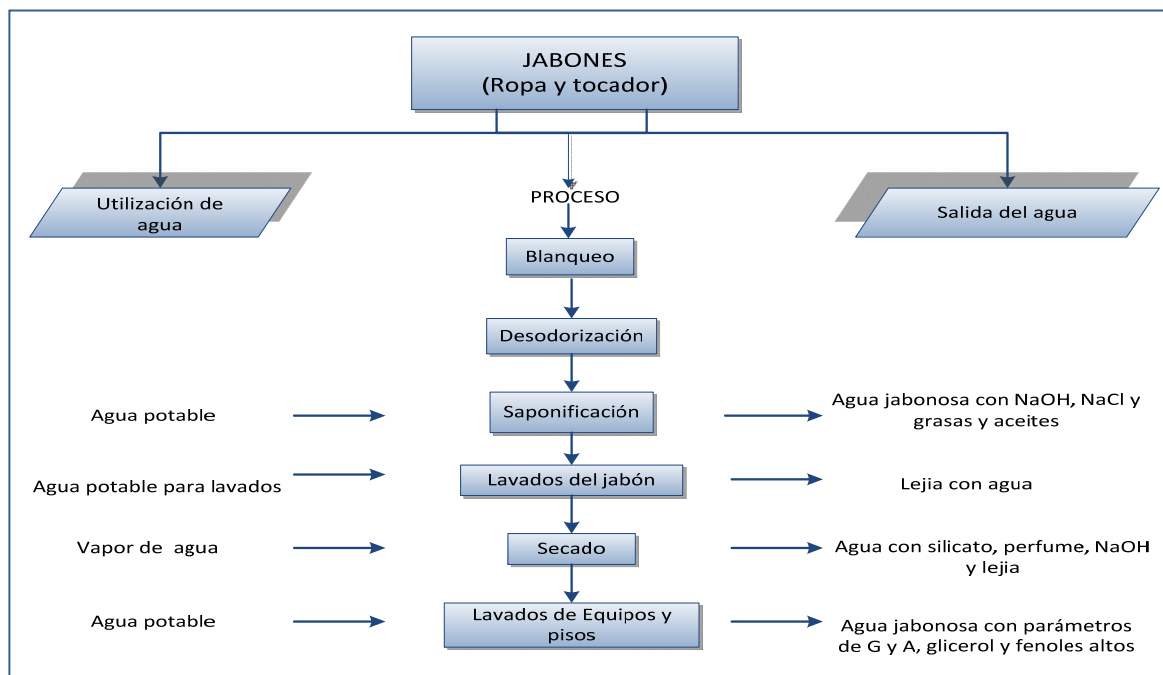 JABONES
(Ropa y tocador)
Utilización de
agua
PROCESO
Salida del agua
Blanqueo
Desodorización
Agua potable
Saponificación
Agua jabonosa con NaOH, NaCl y
grasas y aceites
Agua potable para lavados
Lavados del jabón
Lejia con agua
Vapor de agua
Secado
Agua con silicato, perfume, NaOH
y lejia
Agua potable
Lavados de Equipos y
pisos
Agua jabonosa con parámetros
de G y A, glicerol y fenoles altos